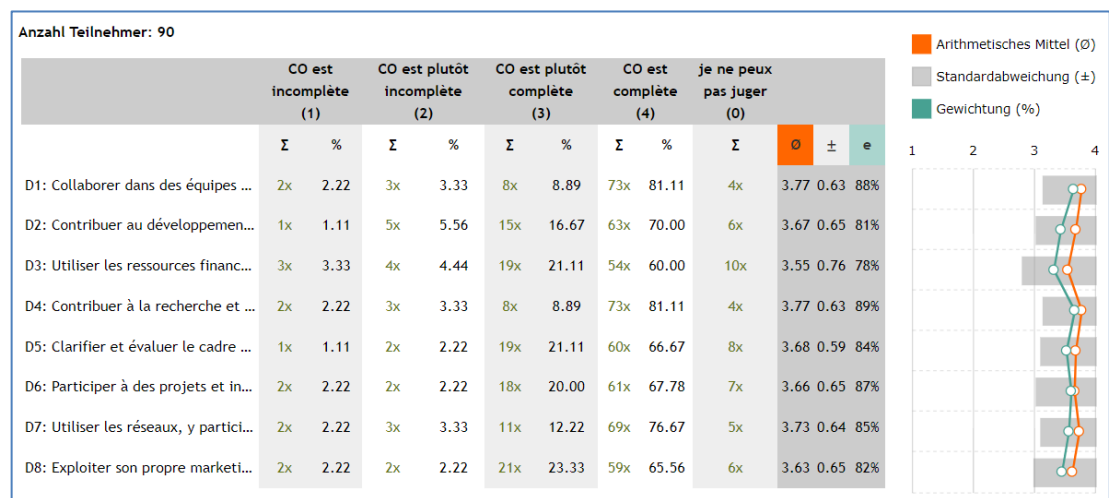 Anzahl Teilnehmer: 90
Arithmetisches Mittel (Ø)
Standardabweichung (±)
Gewichtung (%)
CO est incomplète (1) CO est plutôt incomplète (2) CO est plutôt complète (3) CO est complète (4) je ne peux pas juger (0)
Σ % Σ % Σ % Σ % Σ Ø ± e 1 2 3 4
D1: Collaborer dans des équipes ... 2x 2.22 3x 3.33 8x 8.89 73x 81.11 4x 3.77 0.63 88%
D2: Contribuer au développemen... 1x 1.11 5x 5.56 15x 16.67 63x 70.00 6x 3.67 0.65 81%
D3: Utiliser les ressources financ... 3x 3.33 4x 4.44 19x 21.11 54x 60.00 10x 3.55 0.76 78%
D4: Contribuer à la recherche et ... 2x 2.22 3x 3.33 8x 8.89 73x 81.11 4x 3.77 0.63 89%
D5: Clarifier et évaluer le cadre ... 1x 1.11 2x 2.22 19x 21.11 60x 66.67 8x 3.68 0.59 84%
D6: Participer à des projets et in... 2x 2.22 2x 2.22 18x 20.00 61x 67.78 7x 3.66 0.65 87%
D7: Utiliser les réseaux, y partici... 2x 2.22 3x 3.33 11x 12.22 69x 76.67 5x 3.73 0.64 85%
D8: Exploiter son propre marketi... 2x 2.22 2x 2.22 21x 23.33 59x 65.56 6x 3.63 0.65 82%